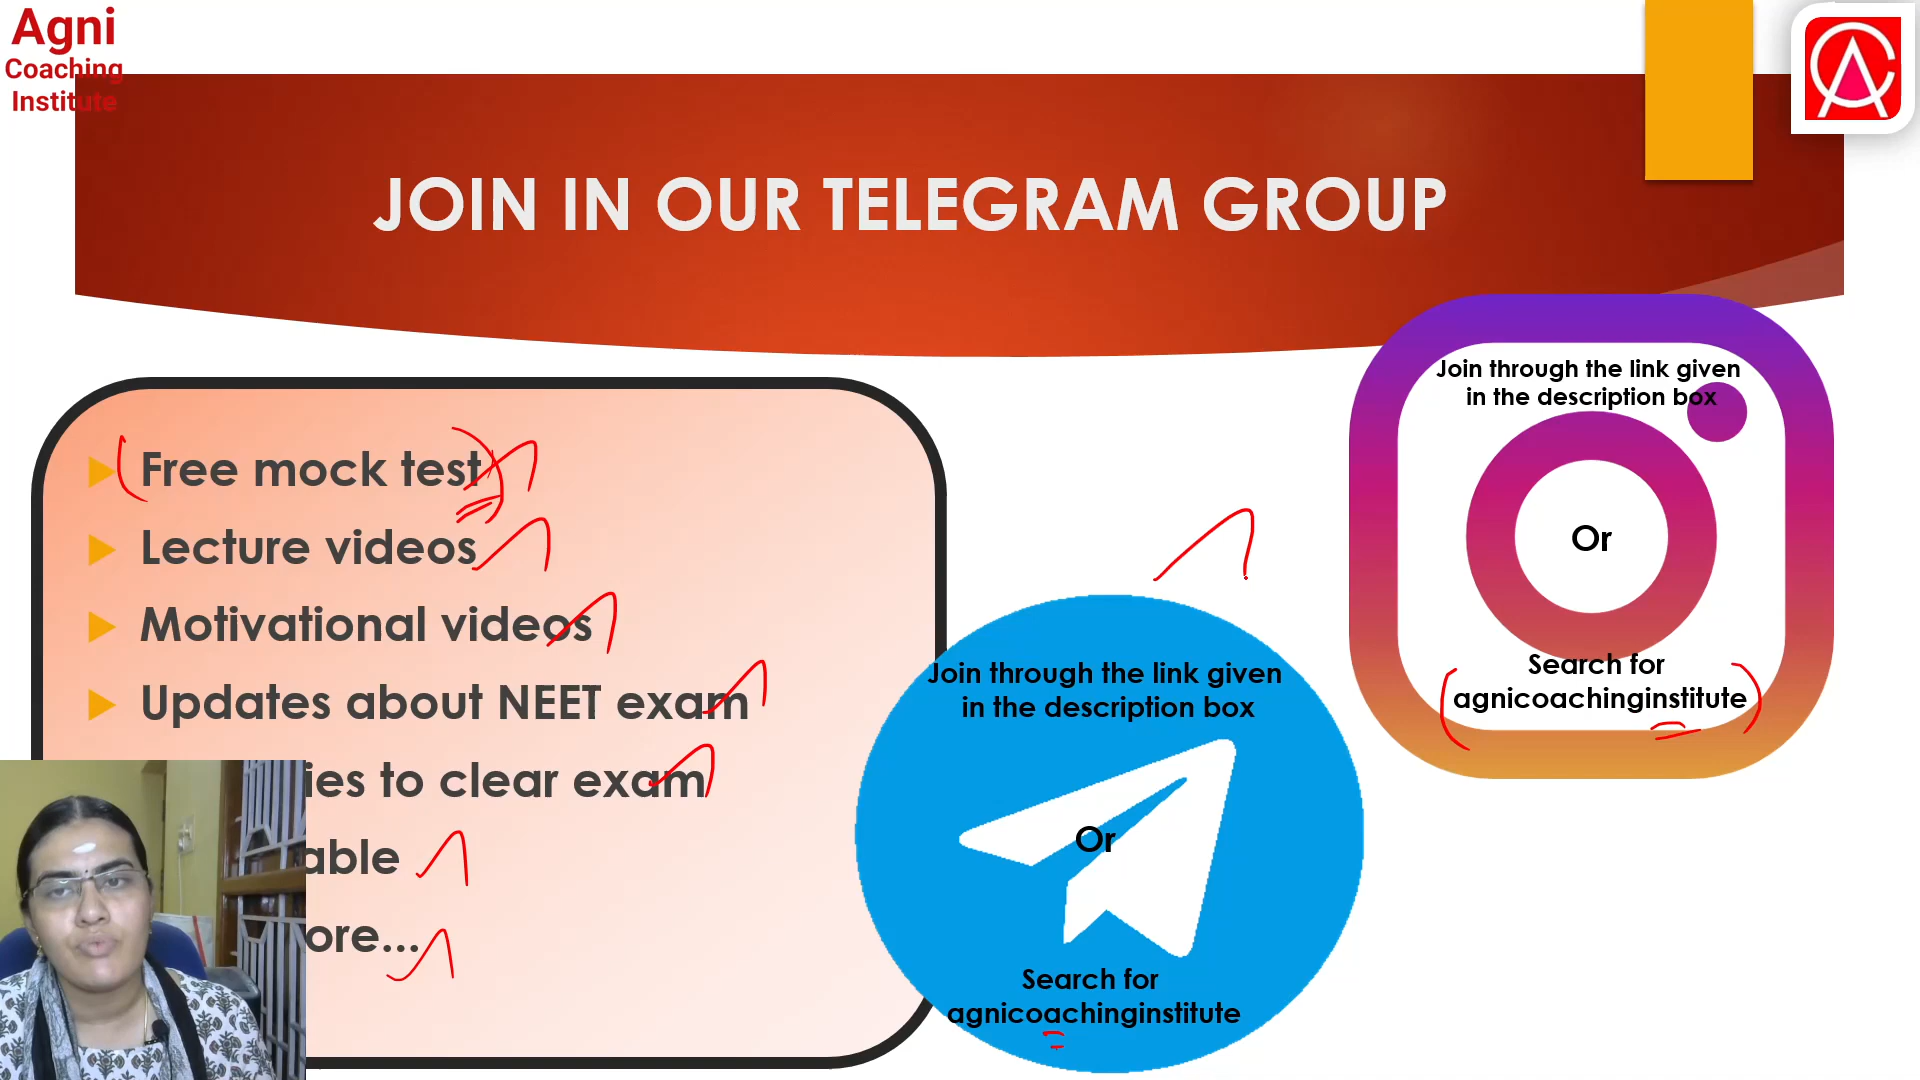 Agni
Coaching
Institute
JOIN IN OUR TELEGRAM GROUP
Free mock test
Lecture videos
Motivational videos
Updates about NEET exam
ies to clear exam
able
ore...
Join through the link given
in the description box
Or
Search for
agnicoachinginstitute
Join through the link given
in the description box
Or
Search for
agnicoachinginstitute